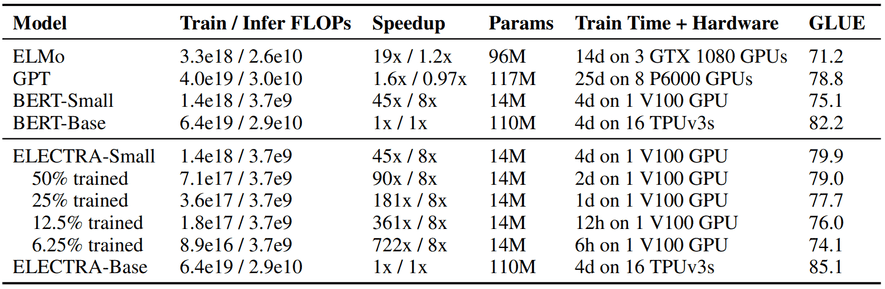 Model Train / Infer FLOPs Speedup Params Train Time + Hardware GLUE
ELMo 3.3e18 / 2.6e10 19x / 1.2x 96M 14d on 3 GTX 1080 GPUs 71.2
GPT 4.0e19 / 3.0e10 1.6x / 0.97x 117M 25d on 8 P6000 GPUs 78.8
BERT-Small 1.4e18 / 3.7e9 45x / 8x 14M 4d on 1 V100 GPU 75.1
BERT-Base 6.4e19 / 2.9e10 1x / 1x 110M 4d on 16 TPUv3s 82.2
ELECTRA-Small 1.4e18 / 3.7e9 45x / 8x 14M 4d on 1 V100 GPU 79.9
50% trained 7.1e17 / 3.7e9 90x / 8x 14M 2d on 1 V100 GPU 79.0
25% trained 3.6e17 / 3.7e9 181x / 8x 14M 1d on 1 V100 GPU 77.7
12.5% trained 1.8e17 / 3.7e9 361x / 8x 14M 12h on 1 V100 GPU 76.0
6.25% trained 8.9e16 / 3.7e9 722x / 8x 14M 6h on 1 V100 GPU 74.1
ELECTRA-Base 6.4e19 / 2.9e10 1x / 1x 110M 4d on 16 TPUv3s 85.1